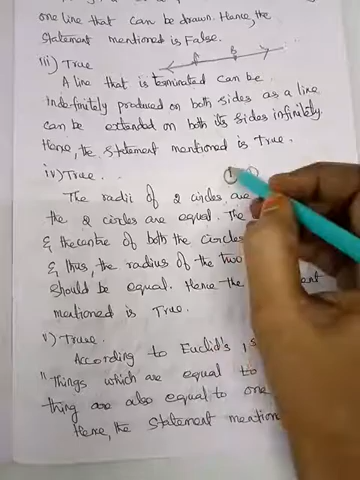 one line that can be drawn. Hence, the
Statement mentioned is False.
iii) True
A B
A line that is terminated can be
Indefinitely produced on both sides as a line
can be extended on both its sides infinitely.
Hence, the statement mentioned is True.
iv) True.
The radii of 2 circles are
the 2 circles are equal. The
& the centre of both the circles
& thus, the radius of the two
should be equal. Hence the
mentioned is True.
v) True.
According to Euclid's 1s
"Things which are equal to
thing are also equal to one
Hence, the statement mention